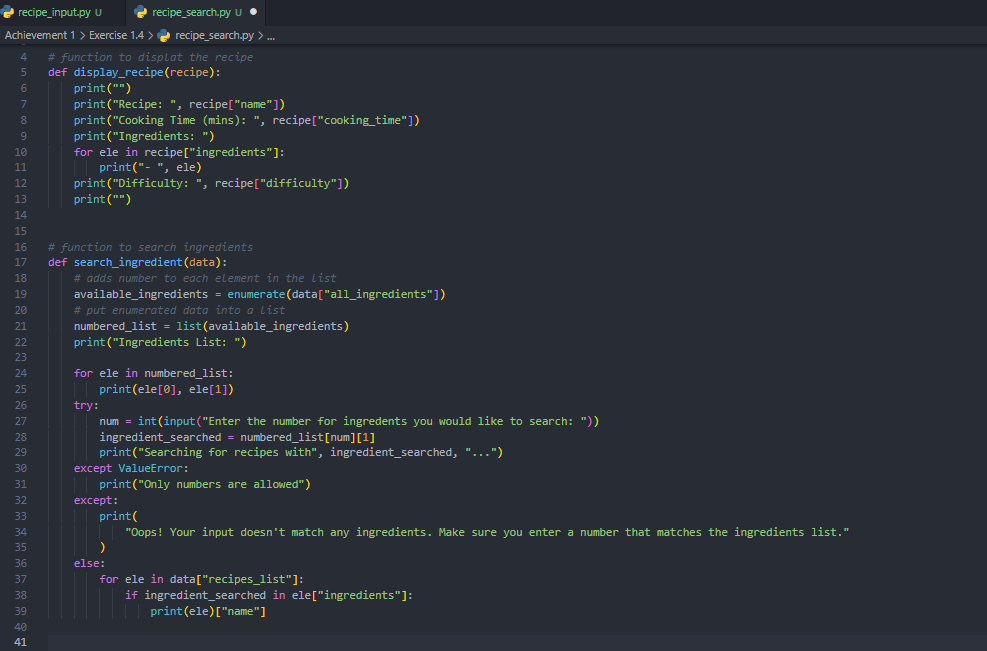 recipe_input.py U recipe_search.py U
Achievement 1 > Exercise 1.4 > recipe_search.py > ...
4 # function to displat the recipe
5 def display_recipe(recipe):
6 print("")
7 print("Recipe: ", recipe["name"])
8 print("Cooking Time (mins): ", recipe["cooking_time"])
9 print("Ingredients: ")
10 for ele in recipe["ingredients"]:
11 print("- ", ele)
12 print("Difficulty: ", recipe["difficulty"])
13 print("")
14
15
16 # function to search ingredients
17 def search_ingredient(data):
18 # adds number to each element in the list
19 available_ingredients = enumerate(data["all_ingredients"])
20 # put enumerated data into a list
21 numbered_list = list(available_ingredients)
22 print("Ingredients List: ")
23
24 for ele in numbered_list:
25 print(ele[0], ele[1])
26 try:
27 num = int(input("Enter the number for ingredents you would like to search: "))
28 ingredient_searched = numbered_list[num][1]
29 print("Searching for recipes with", ingredient_searched, "...")
30 except ValueError:
31 print("Only numbers are allowed")
32 except:
33 print(
34 "Oops! Your input doesn't match any ingredients. Make sure you enter a number that matches the ingredients list."
35 )
36 else:
37 for ele in data["recipes_list"]:
38 if ingredient_searched in ele["ingredients"]:
39 print(ele)["name"]
40
41